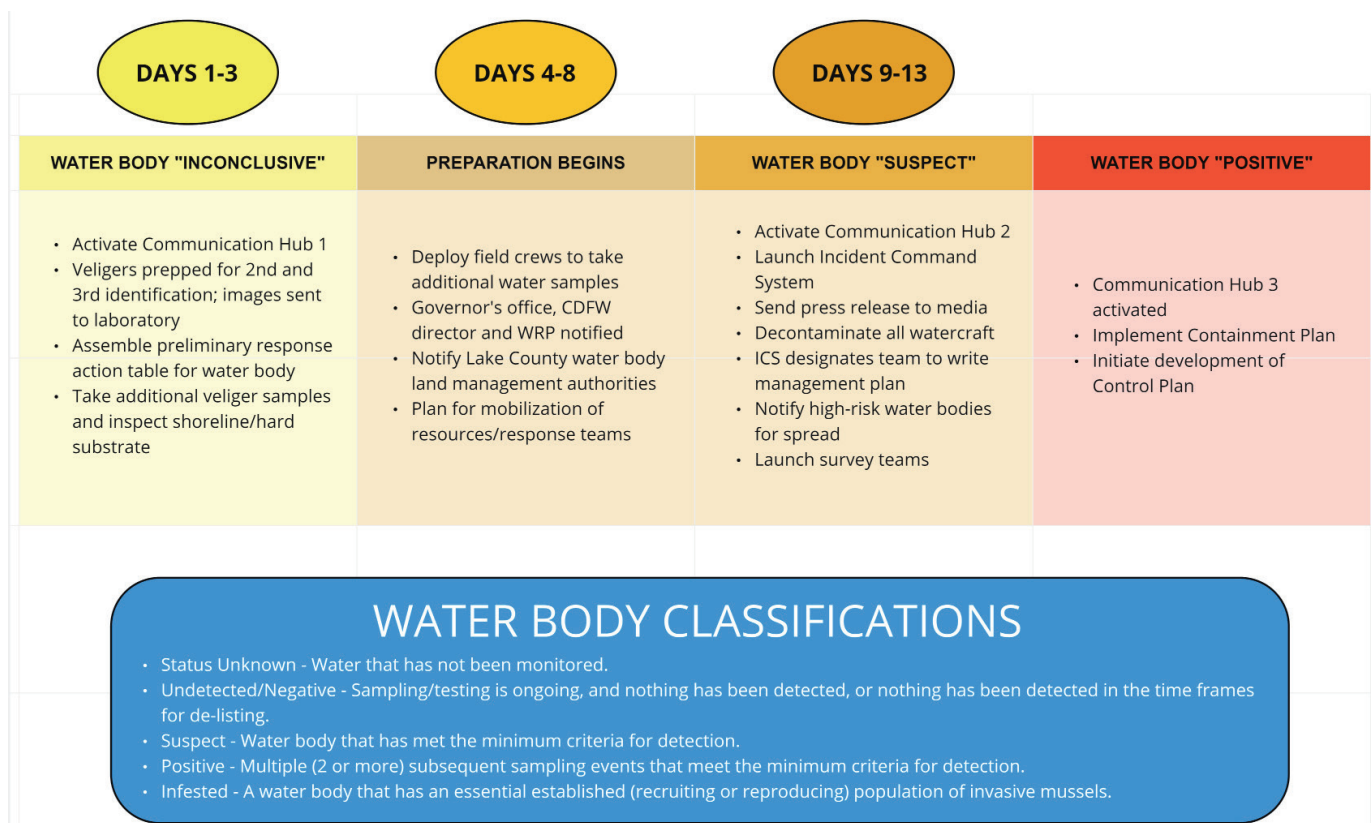 DAYS 1-3
DAYS 4-8
DAYS 9-13
WATER BODY "INCONCLUSIVE"
• Activate Communication Hub 1
• Veligers prepped for 2nd and
3rd identification; images sent
to laboratory
• Assemble preliminary response
action table for water body
• Take additional veliger samples
and inspect shoreline/hard
substrate
PREPARATION BEGINS
• Deploy field crews to take
additional water samples
• Governor's office, CDFW
director and WRP notified
• Notify Lake County water body
land management authorities
• Plan for mobilization of
resources/response teams
WATER BODY "SUSPECT"
• Activate Communication Hub 2
• Launch Incident Command
System
• Send press release to media
• Decontaminate all watercraft
• ICS designates team to write
management plan
• Notify high-risk water bodies
for spread
• Launch survey teams
WATER BODY "POSITIVE"
• Communication Hub 3
activated
• Implement Containment Plan
• Initiate development of
Control Plan
WATER BODY CLASSIFICATIONS
• Status Unknown - Water that has not been monitored.
• Undetected/Negative - Sampling/testing is ongoing, and nothing has been detected, or nothing has been detected in the time frames
for de-listing.
• Suspect - Water body that has met the minimum criteria for detection.
• Positive - Multiple (2 or more) subsequent sampling events that meet the minimum criteria for detection.
• Infested - A water body that has an essential established (recruiting or reproducing) population of invasive mussels.